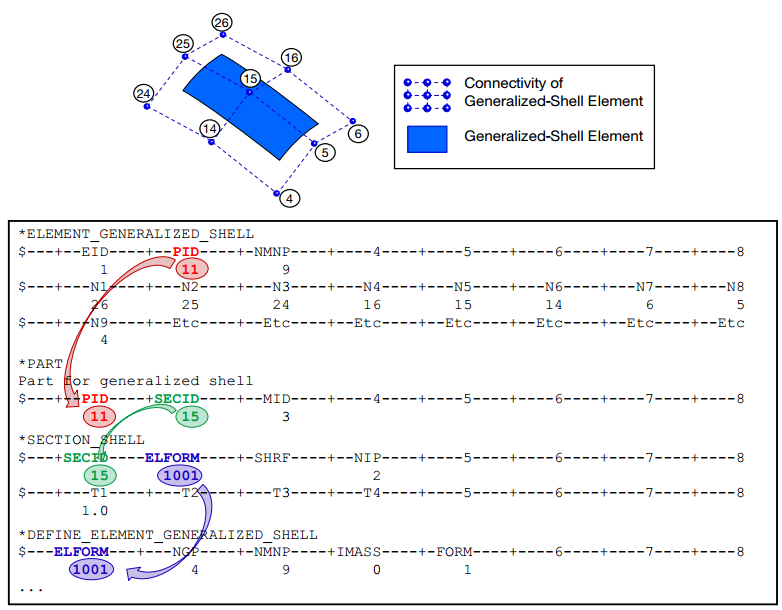 26
25
16
15
24
14
6
5
4
Connectivity of
Generalized-Shell Element
Generalized-Shell Element
*ELEMENT_GENERALIZED_SHELL
$---+--EID----+----PID----+---NMNP----+----4----+----5----+----6----+----7----+----8
1 11 9
$---+---N1----+---N2----+---N3----+---N4----+---N5----+---N6----+---N7----+---N8
26 25 24 16 15 14 6 5
$---+---N9----+--Etc----+--Etc----+--Etc----+--Etc----+--Etc----+--Etc----+--Etc
4
*PART
Part for generalized shell
$---+--PID----+SECID----+--MID----+----4----+----5----+----6----+----7----+----8
11 15 3
*SECTION_SHELL
$---+SECID----ELFORM----+-SHRF----+--NIP----+----5----+----6----+----7----+----8
15 1001 2
$---+---T1----+---T2----+---T3----+---T4----+----5----+----6----+----7----+----8
1.0
*DEFINE_ELEMENT_GENERALIZED_SHELL
$---ELFORM----+--NGP----+-NMNP----+IMASS----+-FORM----+----6----+----7----+----8
1001 4 9 0 1
...